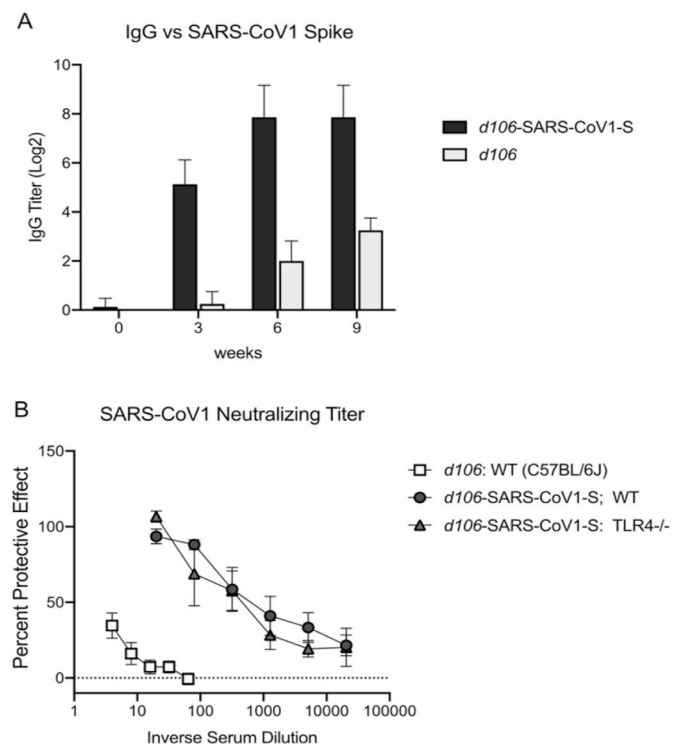 A
IgG vs SARS-CoV1 Spike
10
8
6
4
2
0
IgG Titer (Log2)
0 3 6 9
weeks
d106-SARS-CoV1-S
d106
B
SARS-CoV1 Neutralizing Titer
150
100
50
0
Percent Protective Effect
1 10 100 1000 10000 100000
Inverse Serum Dilution
d106: WT (C57BL/6J)
d106-SARS-CoV1-S; WT
d106-SARS-CoV1-S: TLR4-/-